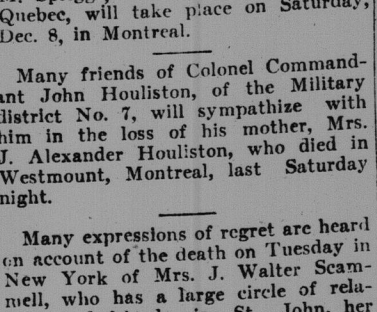 Quebec, will take place on Saturday,
Dec. 8, in Montreal.
Many friends of Colonel Command-
ant John Houliston, of the Military
district No. 7, will sympathize with
him in the loss of his mother, Mrs.
J. Alexander Houliston, who died in
Westmount, Montreal, last Saturday
night.
Many expressions of regret are heard
on account of the death on Tuesday in
New York of Mrs. J. Walter Scam-
mell, who has a large circle of rela-
St. John, her